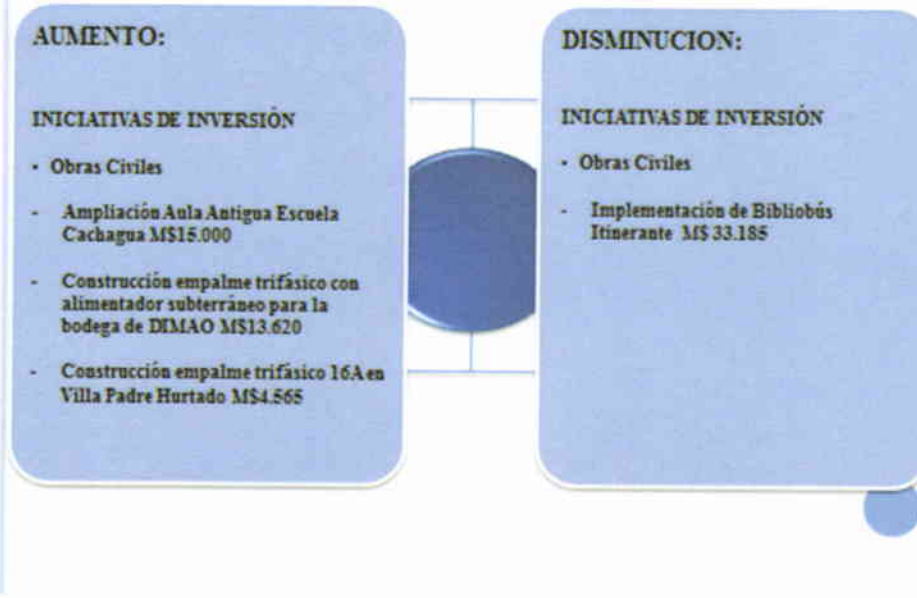 AUMENTO:
INICIATIVAS DE INVERSIÓN
• Obras Civiles
- Ampliación Aula Antigua Escuela
Cachagua M$15.000
- Construcción empalme trifásico con
alimentador subterráneo para la
bodega de DIMAO M$13.620
- Construcción empalme trifásico 16A en
Villa Padre Hurtado M$4.565
DISMINUCION:
INICIATIVAS DE INVERSIÓN
• Obras Civiles
- Implementación de Bibliobús
Itinerante M$ 33.185